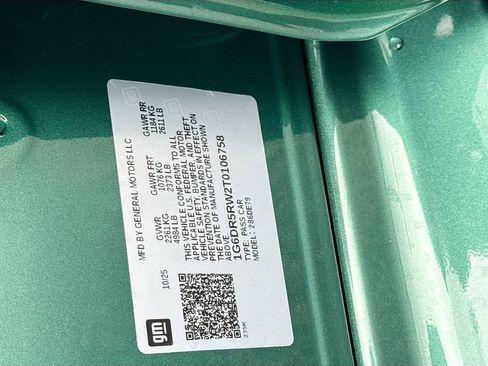 MFD BY GENERAL MOTORS LLC
10/25
GVWR GAWR FRT GAWR RR
2261 KG 1076 KG 1184 KG
4984 LB 2373 LB 2611 LB
THIS VEHICLE CONFORMS TO ALL
APPLICABLE U.S. FEDERAL MOTOR
VEHICLE SAFETY, BUMPER, AND THEFT
PREVENTION STANDARDS IN EFFECT ON
THE DATE OF MANUFACTURE SHOWN
ABOVE.
1G6DR5RW2T0106758
TYPE: PASS CAR
MODEL: 286DE79
gm